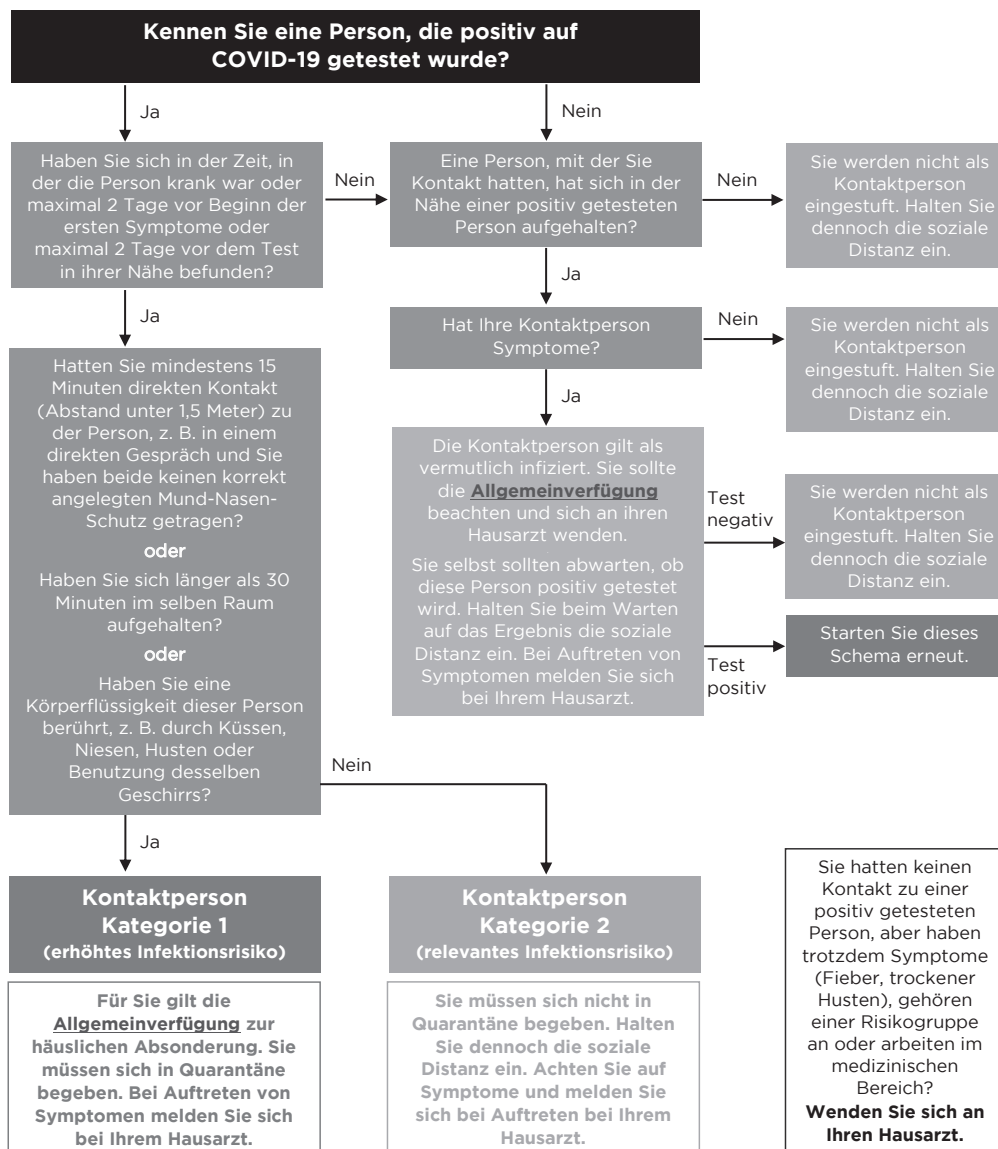 Kennen Sie eine Person, die positiv auf
COVID-19 getestet wurde?
Ja
Nein
Haben Sie sich in der Zeit, in
der die Person krank war oder
maximal 2 Tage vor Beginn der
ersten Symptome oder
maximal 2 Tage vor dem Test
in ihrer Nähe befunden?
Nein
Eine Person, mit der Sie
Kontakt hatten, hat sich in der
Nähe einer positiv getesteten
Person aufgehalten?
Nein
Sie werden nicht als
Kontaktperson
eingestuft. Halten Sie
dennoch die soziale
Distanz ein.
Ja
Ja
Hat Ihre Kontaktperson
Symptome?
Nein
Sie werden nicht als
Kontaktperson
eingestuft. Halten Sie
dennoch die soziale
Distanz ein.
Hatten Sie mindestens 15
Minuten direkten Kontakt
(Abstand unter 1,5 Meter) zu
der Person, z. B. in einem
direkten Gespräch und Sie
haben beide keinen korrekt
angelegten Mund-Nasen-
Schutz getragen?
oder
Haben Sie sich länger als 30
Minuten im selben Raum
aufgehalten?
oder
Haben Sie eine
Körperflüssigkeit dieser Person
berührt, z. B. durch Küssen,
Niesen, Husten oder
Benutzung desselben
Geschirrs?
Ja
Die Kontaktperson gilt als
vermutlich infiziert. Sie sollte
die Allgemeinverfügung
beachten und sich an ihren
Hausarzt wenden.
Sie selbst sollten abwarten, ob
diese Person positiv getestet
wird. Halten Sie beim Warten
auf das Ergebnis die soziale
Distanz ein. Bei Auftreten von
Symptomen melden Sie sich
bei Ihrem Hausarzt.
Test
negativ
Sie werden nicht als
Kontaktperson
eingestuft. Halten Sie
dennoch die soziale
Distanz ein.
Test
positiv
Starten Sie dieses
Schema erneut.
Nein
Ja
Kontaktperson
Kategorie 1
(erhöhtes Infektionsrisiko)
Für Sie gilt die
Allgemeinverfügung zur
häuslichen Absonderung. Sie
müssen sich in Quarantäne
begeben. Bei Auftreten von
Symptomen melden Sie sich
bei Ihrem Hausarzt.
Kontaktperson
Kategorie 2
(relevantes Infektionsrisiko)
Sie müssen sich nicht in
Quarantäne begeben. Halten
Sie dennoch die soziale
Distanz ein. Achten Sie auf
Symptome und melden Sie
sich bei Auftreten bei Ihrem
Hausarzt.
Sie hatten keinen
Kontakt zu einer
positiv getesteten
Person, aber haben
trotzdem Symptome
(Fieber, trockener
Husten), gehören
einer Risikogruppe
an oder arbeiten im
medizinischen
Bereich?
Wenden Sie sich an
Ihren Hausarzt.